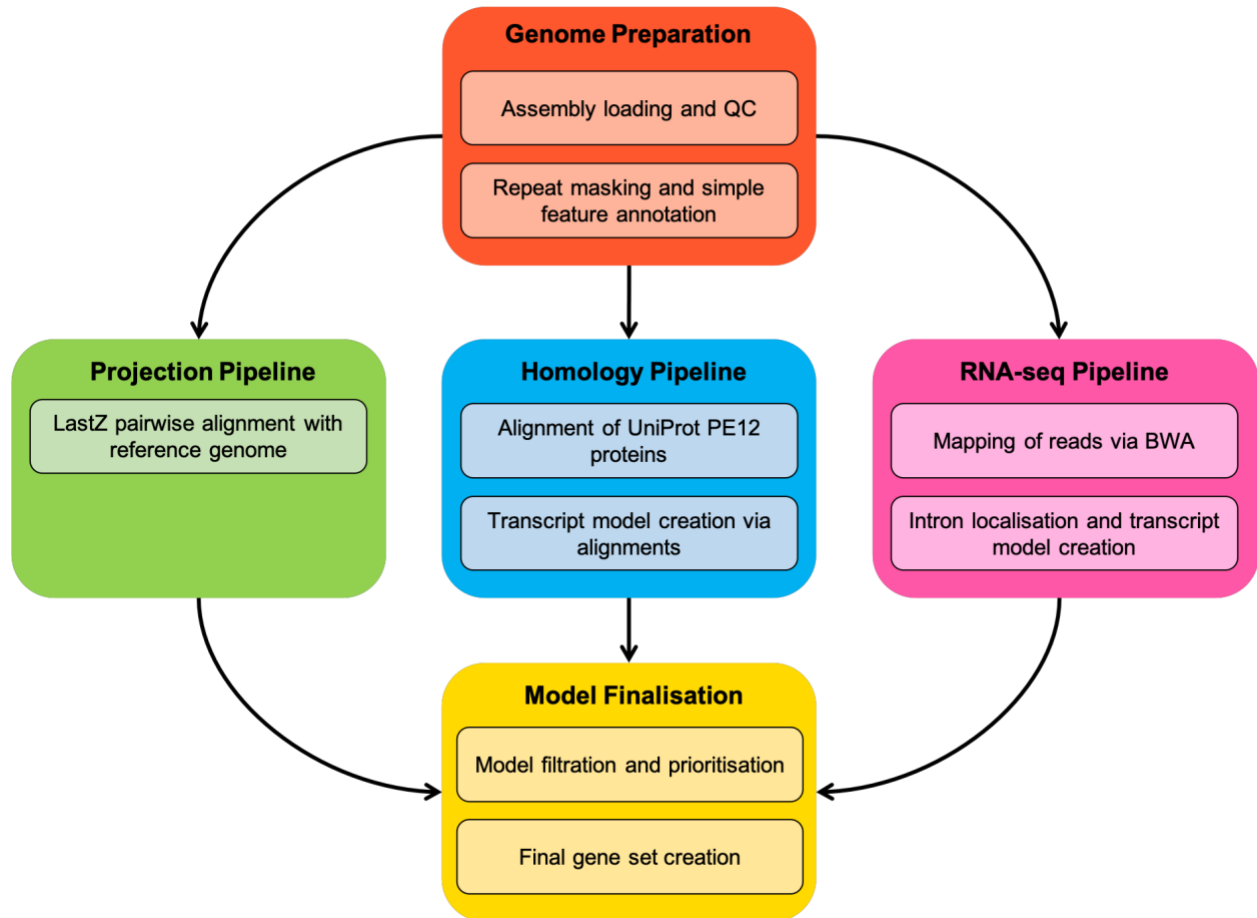 Genome Preparation
Assembly loading and QC
Repeat masking and simple
feature annotation
Projection Pipeline
LastZ pairwise alignment with
reference genome
Homology Pipeline
Alignment of UniProt PE12
proteins
Transcript model creation via
alignments
RNA-seq Pipeline
Mapping of reads via BWA
Intron localisation and transcript
model creation
Model Finalisation
Model filtration and prioritisation
Final gene set creation